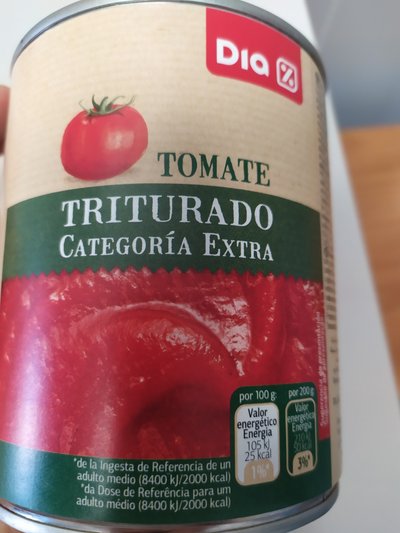 Dia %
TOMATE
TRITURADO
CATEGORÍA EXTRA
por 100g:
Valor
energético
Energia
105 kJ
25 kcal
1%*
por 200g:
Valor
energético
Energia
3%*
*de la Ingesta de Referencia de un
adulto medio (8400 kJ/2000 kcal)
*da Dose de Referência para um
adulto médio (8400 kJ/2000 kcal)